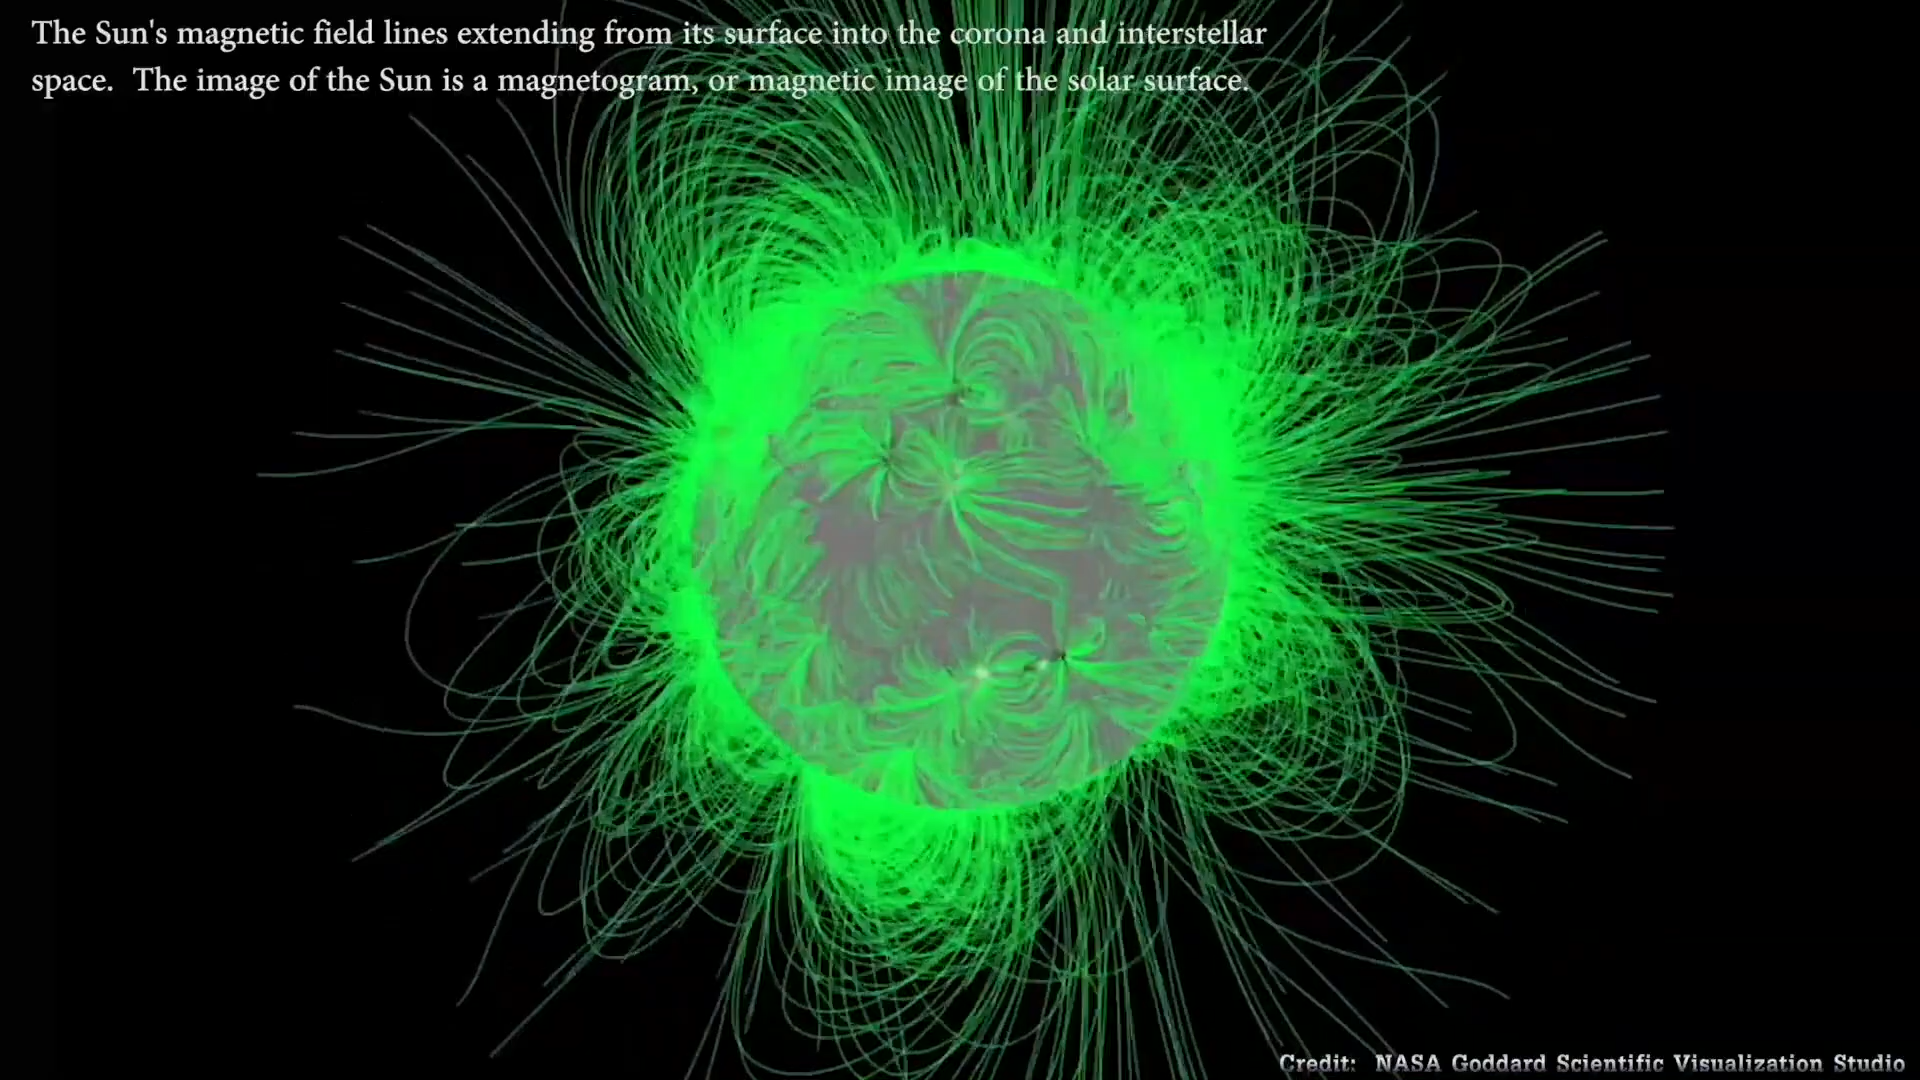 The Sun's magnetic field lines extending from its surface into the corona and interstellar
space.  The image of the Sun is a magnetogram, or magnetic image of the solar surface.
Credit:  NASA Goddard Scientific Visualization Studio